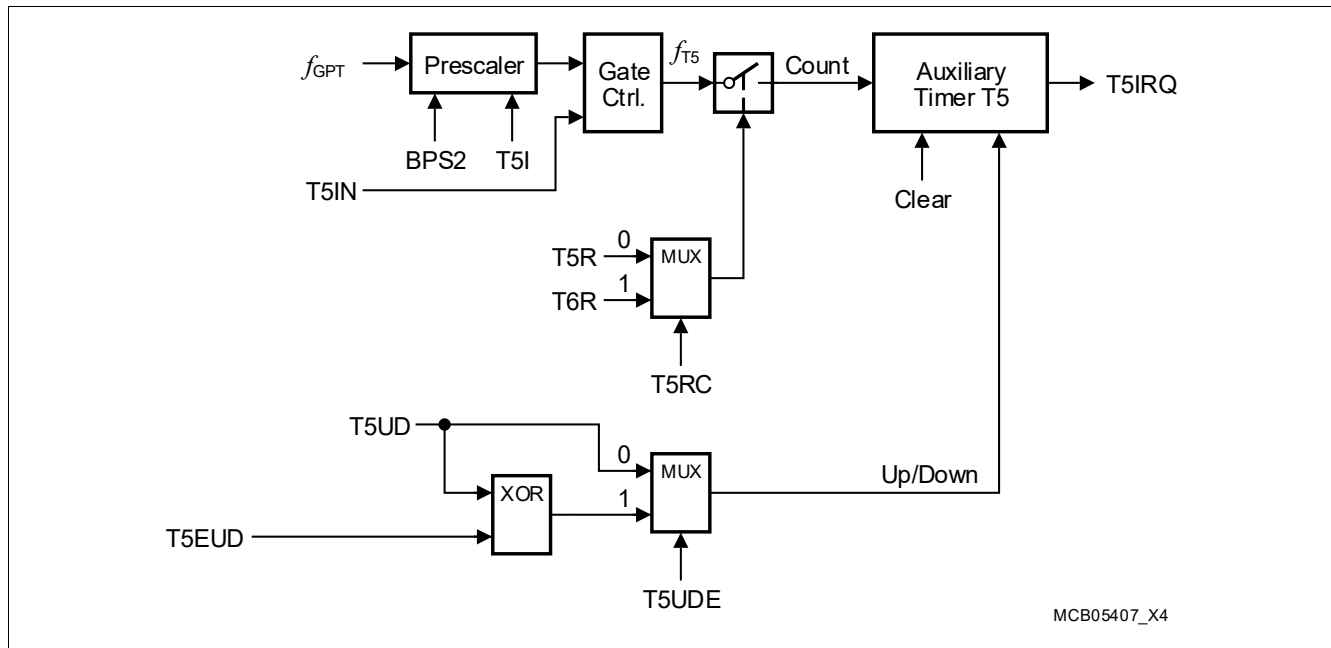 fGPT
Prescaler
BPS2
T5I
T5IN
Gate
Ctrl.
fT5
Count
Auxiliary
Timer T5
T5IRQ
Clear
T5R
0
T6R
1
MUX
T5RC
T5UD
0
XOR
1
MUX
T5EUD
T5UDE
Up/Down
MCB05407_X4